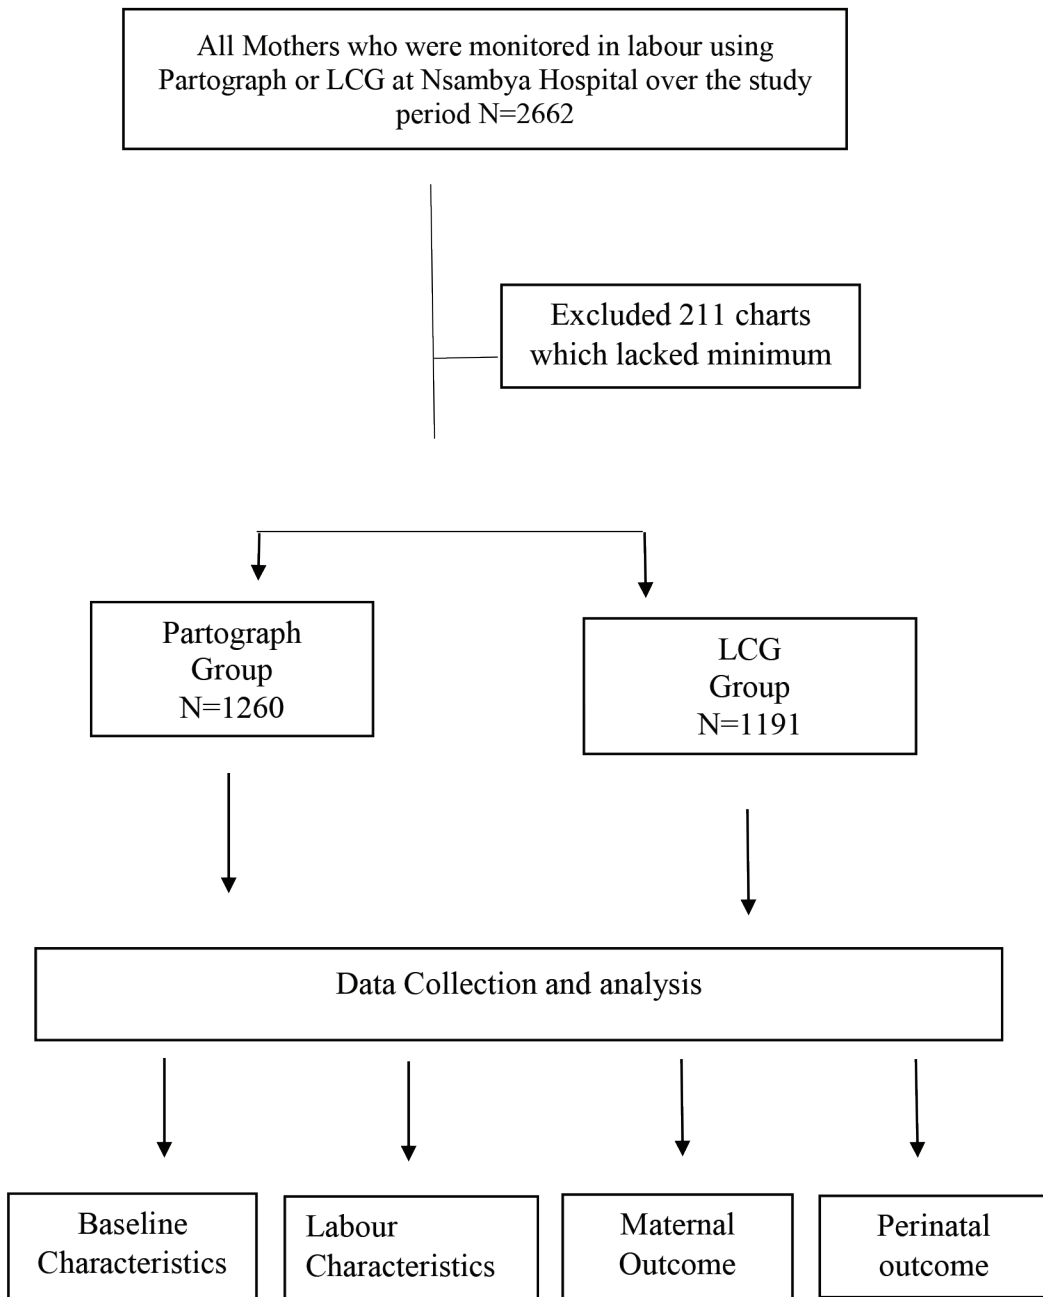 All Mothers who were monitored in labour using
Partograph or LCG at Nsambya Hospital over the study
period N=2662
Excluded 211 charts
which lacked minimum
Partograph
Group
N=1260
LCG
Group
N=1191
Data Collection and analysis
Baseline
Characteristics
Labour
Characteristics
Maternal
Outcome
Perinatal
outcome